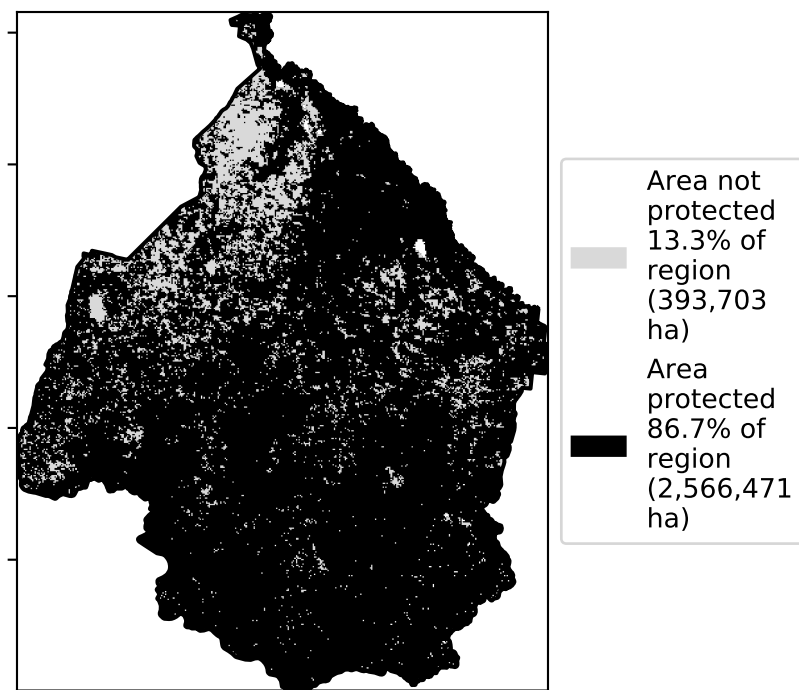 Area not
protected
13.3% of
region
(393,703
ha)
Area
protected
86.7% of
region
(2,566,471
ha)